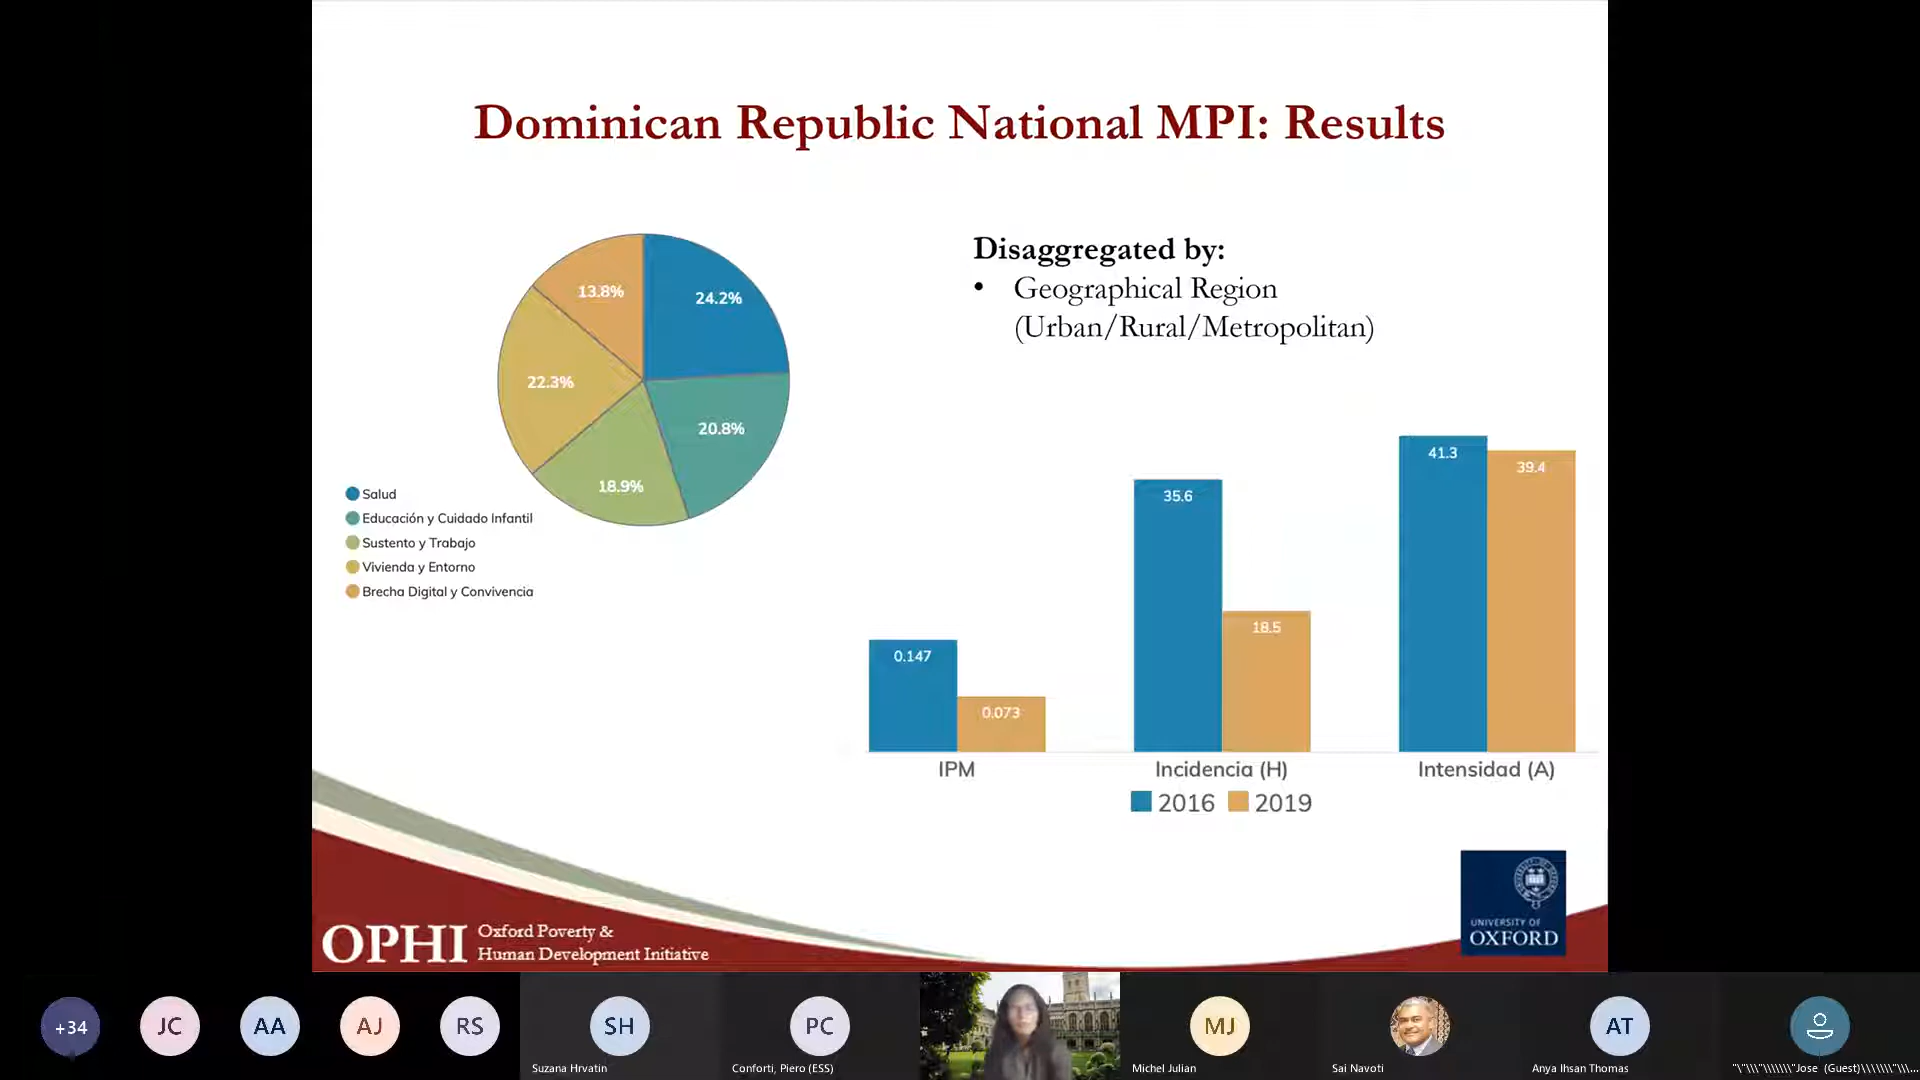 Dominican Republic National MPI: Results
24.2%
20.8%
18.9%
22.3%
13.8%
Salud
Educación y Cuidado Infantil
Sustento y Trabajo
Vivienda y Entorno
Brecha Digital y Convivencia
Disaggregated by:
• Geographical Region
(Urban/Rural/Metropolitan)
0.147
0.073
35.6
18.5
41.3
39.4
IPM
Incidencia (H)
Intensidad (A)
2016 2019
OPHI
Oxford Poverty &
Human Development Initiative
UNIVERSITY OF
OXFORD
+34
JC
AA
AJ
RS
SH
PC
MJ
AT
Suzana Hrvatin
Conforti, Piero (ESS)
Michel Julian
Sai Navoti
Anya Ihsan Thomas
Jose (Guest)